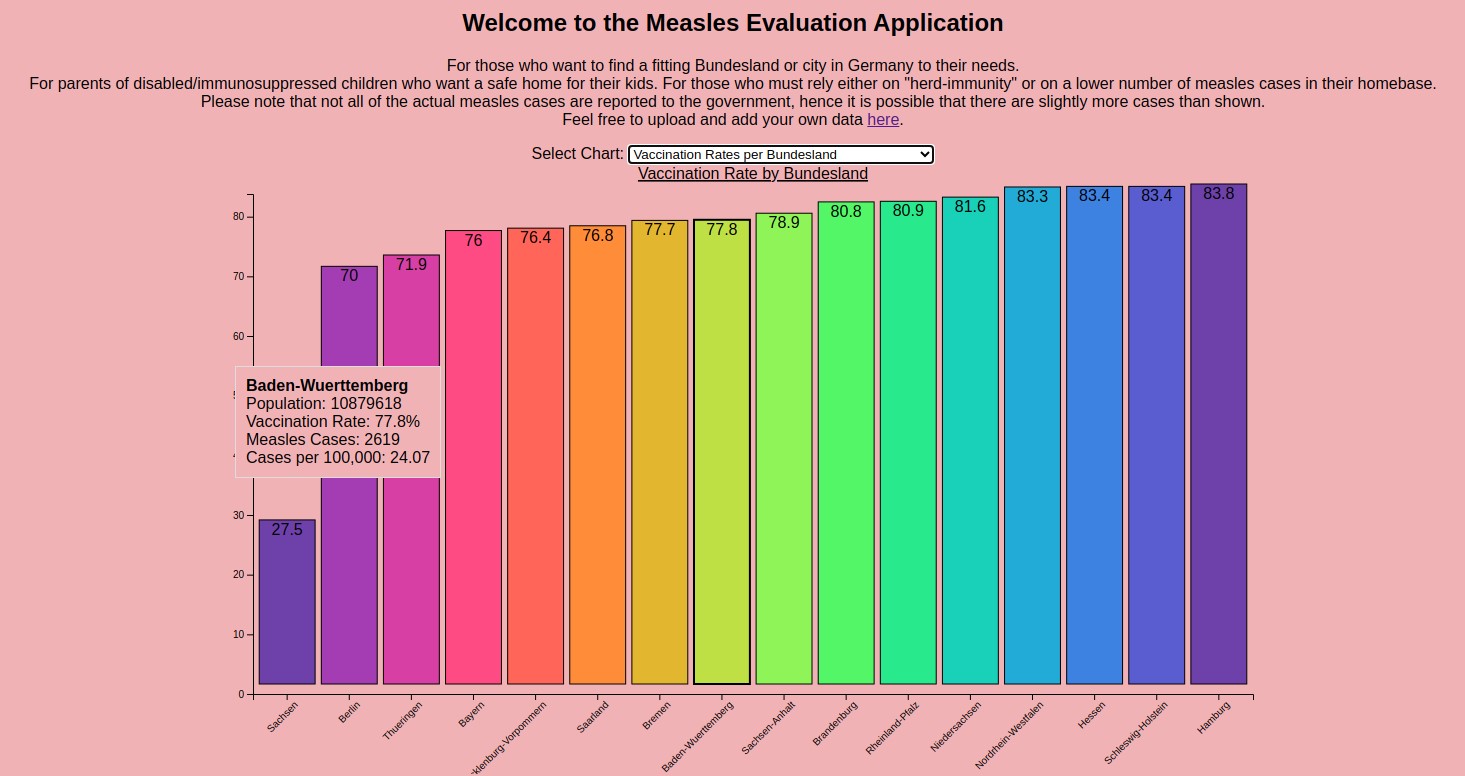 Welcome to the Measles Evaluation Application
For those who want to find a fitting Bundesland or city in Germany to their needs.
For parents of disabled/immunosuppressed children who want a safe home for their kids. For those who must rely either on "herd-immunity" or on a lower number of measles cases in their homebase.
Please note that not all of the actual measles cases are reported to the government, hence it is possible that there are slightly more cases than shown.
Feel free to upload and add your own data here.
Select Chart: Vaccination Rates per Bundesland
Vaccination Rate by Bundesland
80
70
60
30
20
10
0
27.5
70
71.9
76
76.4
76.8
77.7
77.8
78.9
80.8
80.9
81.6
83.3
83.4
83.4
83.8
Baden-Wuerttemberg
Population: 10879618
Vaccination Rate: 77.8%
Measles Cases: 2619
Cases per 100,000: 24.07
Sachsen
Berlin
Thueringen
Bayern
klenburg-Vorpommern
Saarland
Bremen
Baden-Wuerttemberg
Sachsen-Anhalt
Brandenburg
Rheinland-Pfalz
Niedersachsen
Nordrhein-Westfalen
Hessen
Schleswig-Holstein
Hamburg